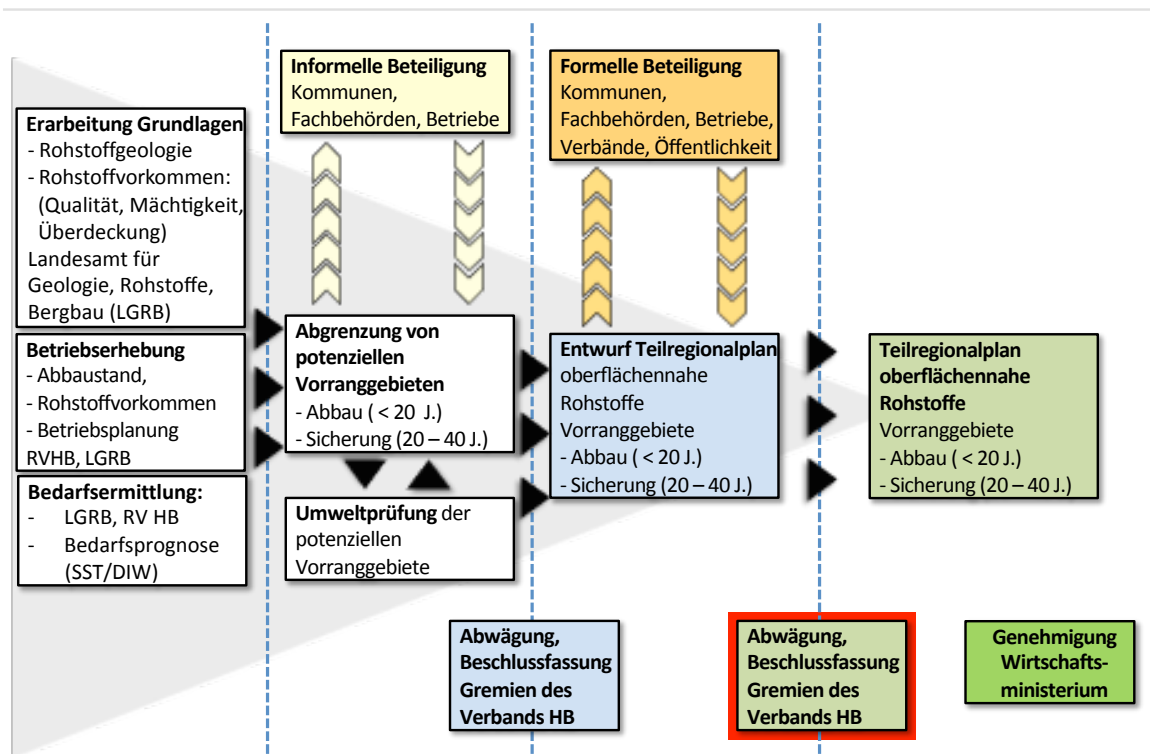 Erarbeitung Grundlagen
- Rohstoffgeologie
- Rohstoffvorkommen:
(Qualität, Mächtigkeit,
Überdeckung)
Landesamt für
Geologie, Rohstoffe,
Bergbau (LGRB)
Betriebserhebung
- Abbaustand,
- Rohstoffvorkommen
- Betriebsplanung
RVHB, LGRB
Bedarfsermittlung:
- LGRB, RV HB
- Bedarfsprognose
(SST/DIW)
Informelle Beteiligung
Kommunen,
Fachbehörden, Betriebe
Abgrenzung von
potenziellen
Vorranggebieten
- Abbau ( < 20 J.)
- Sicherung (20 – 40 J.)
Umweltprüfung der
potenziellen
Vorranggebiete
Formelle Beteiligung
Kommunen,
Fachbehörden, Betriebe,
Verbände, Öffentlichkeit
Entwurf Teilregionalplan
oberflächennahe
Rohstoffe
Vorranggebiete
- Abbau ( < 20 J.)
- Sicherung (20 – 40 J.)
Teilregionalplan
oberflächennahe
Rohstoffe
Vorranggebiete
- Abbau ( < 20 J.)
- Sicherung (20 – 40 J.)
Abwägung,
Beschlussfassung
Gremien des
Verbands HB
Abwägung,
Beschlussfassung
Gremien des
Verbands HB
Genehmigung
Wirtschafts-
ministerium